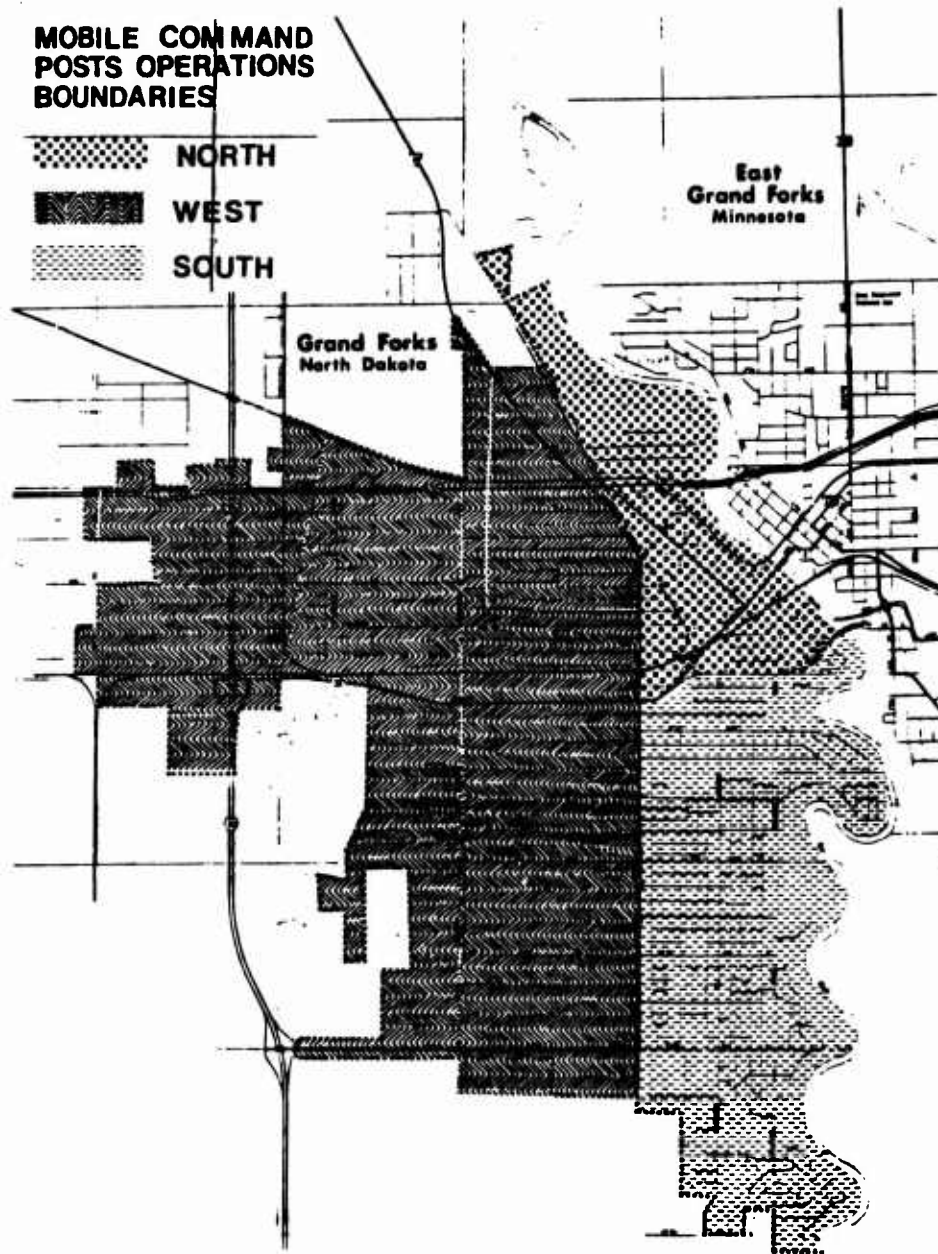 MOBILE COMMAND
POSTS OPERATIONS
BOUNDARIES
NORTH
WEST
SOUTH
East
Grand Forks
Minnesota
Grand Forks
North Dakota